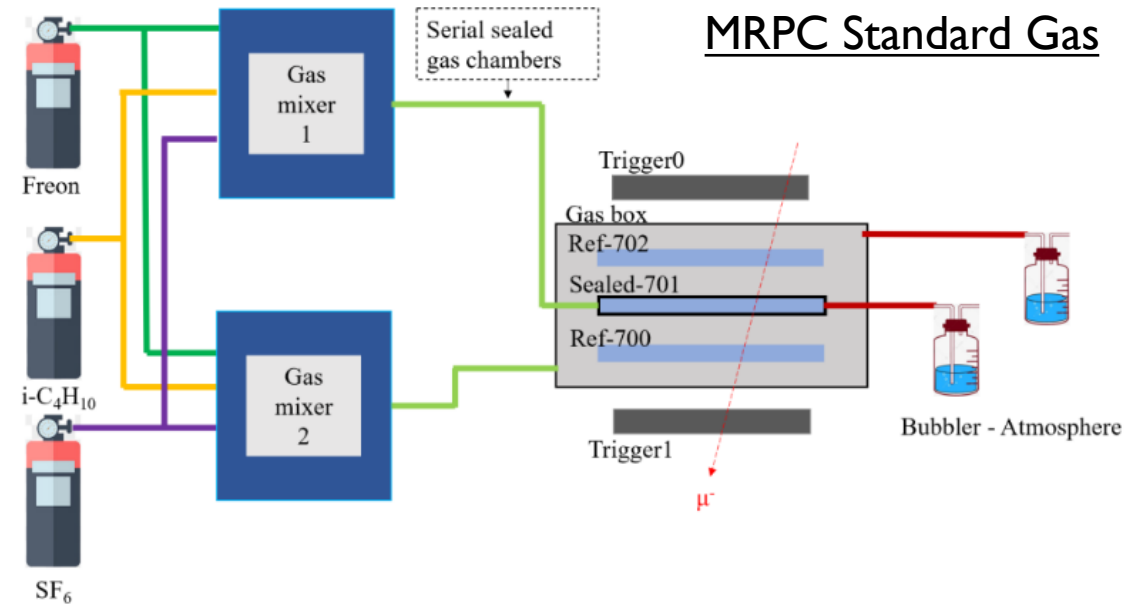 MRPC Standard Gas
Serial sealed
gas chambers
Gas
mixer
1
Freon
Trigger0
Gas box
Ref-702
Sealed-701
Ref-700
i-C₄H₁₀
Gas
mixer
2
Trigger1
Bubbler - Atmosphere
μ⁻
SF₆